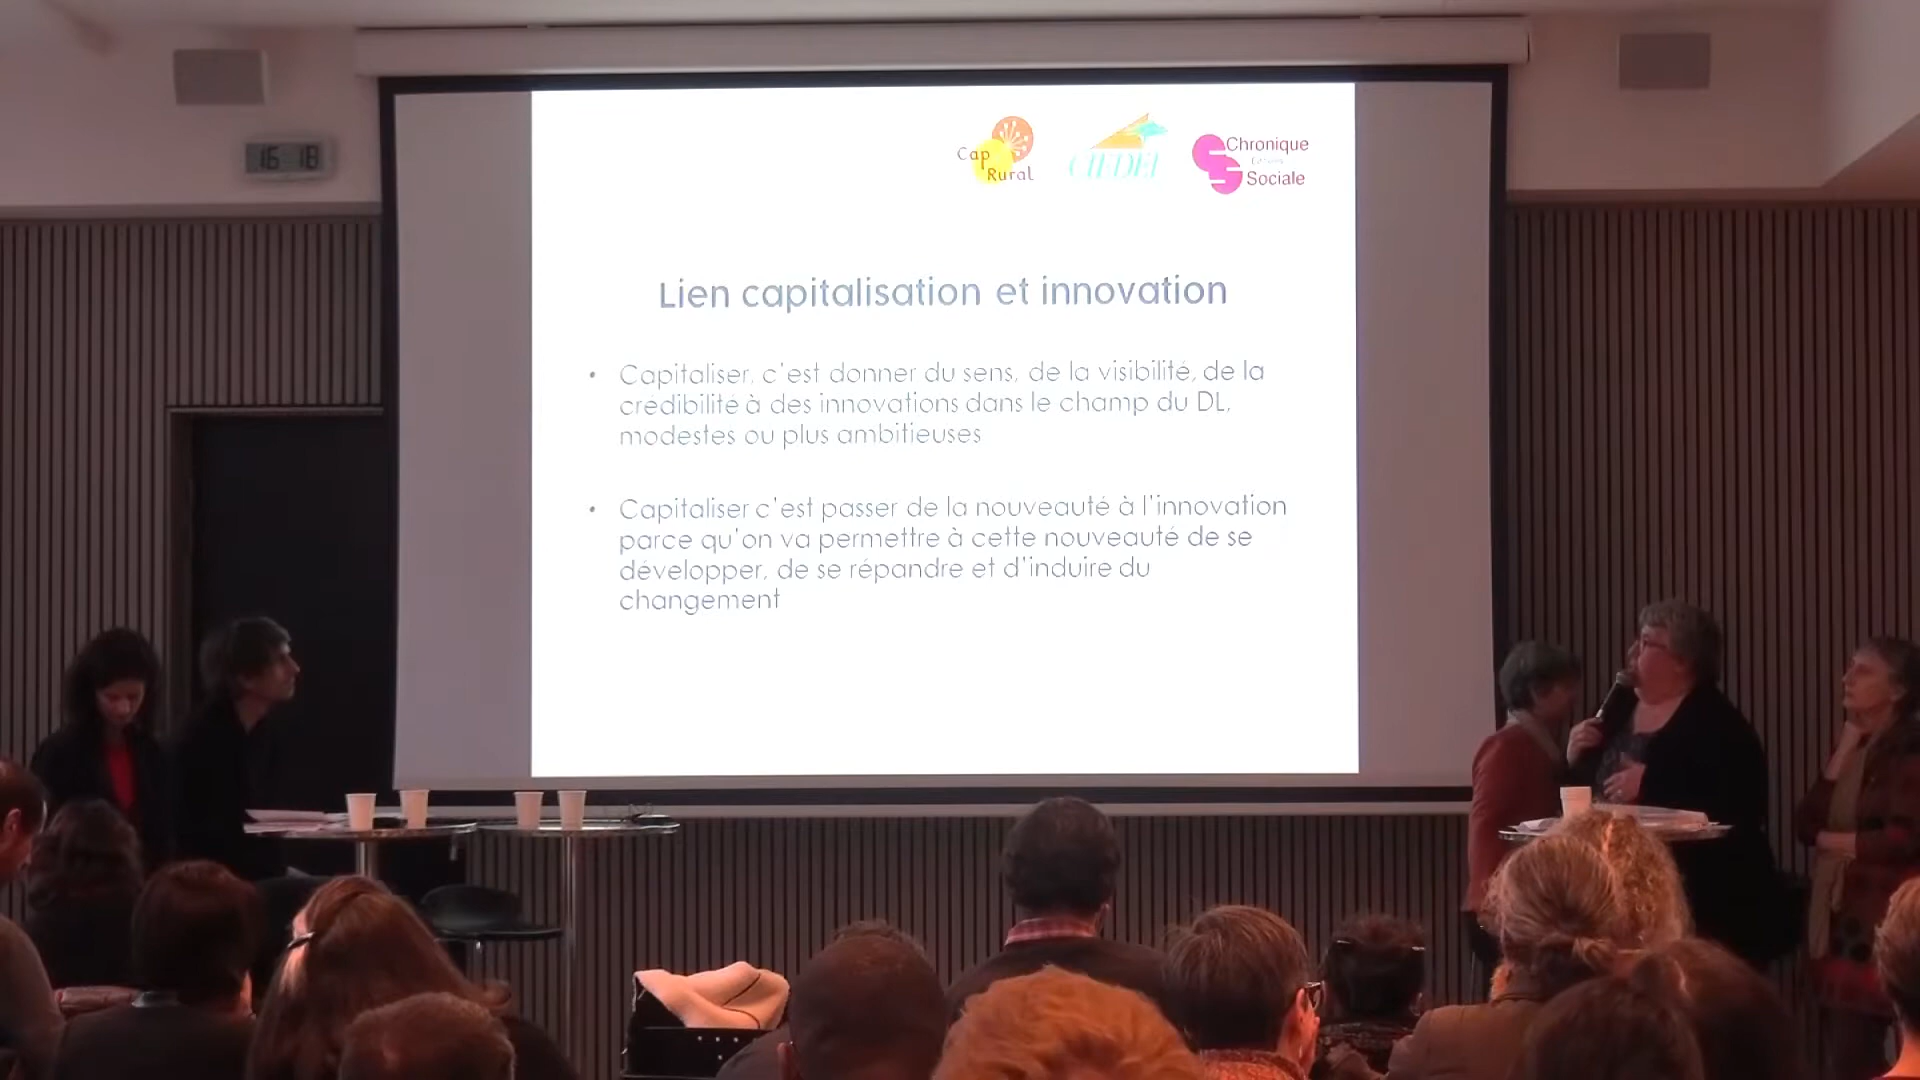 16 18
Cap
Rural
CIEDEL
Chronique
Sociale
Lien capitalisation et innovation
• Capitaliser, c'est donner du sens, de la visibilité, de la
crédibilité à des innovations dans le champ du DL,
modestes ou plus ambitieuses
• Capitaliser c'est passer de la nouveauté à l'innovation
parce qu'on va permettre à cette nouveauté de se
développer, de se répandre et d'induire du
changement